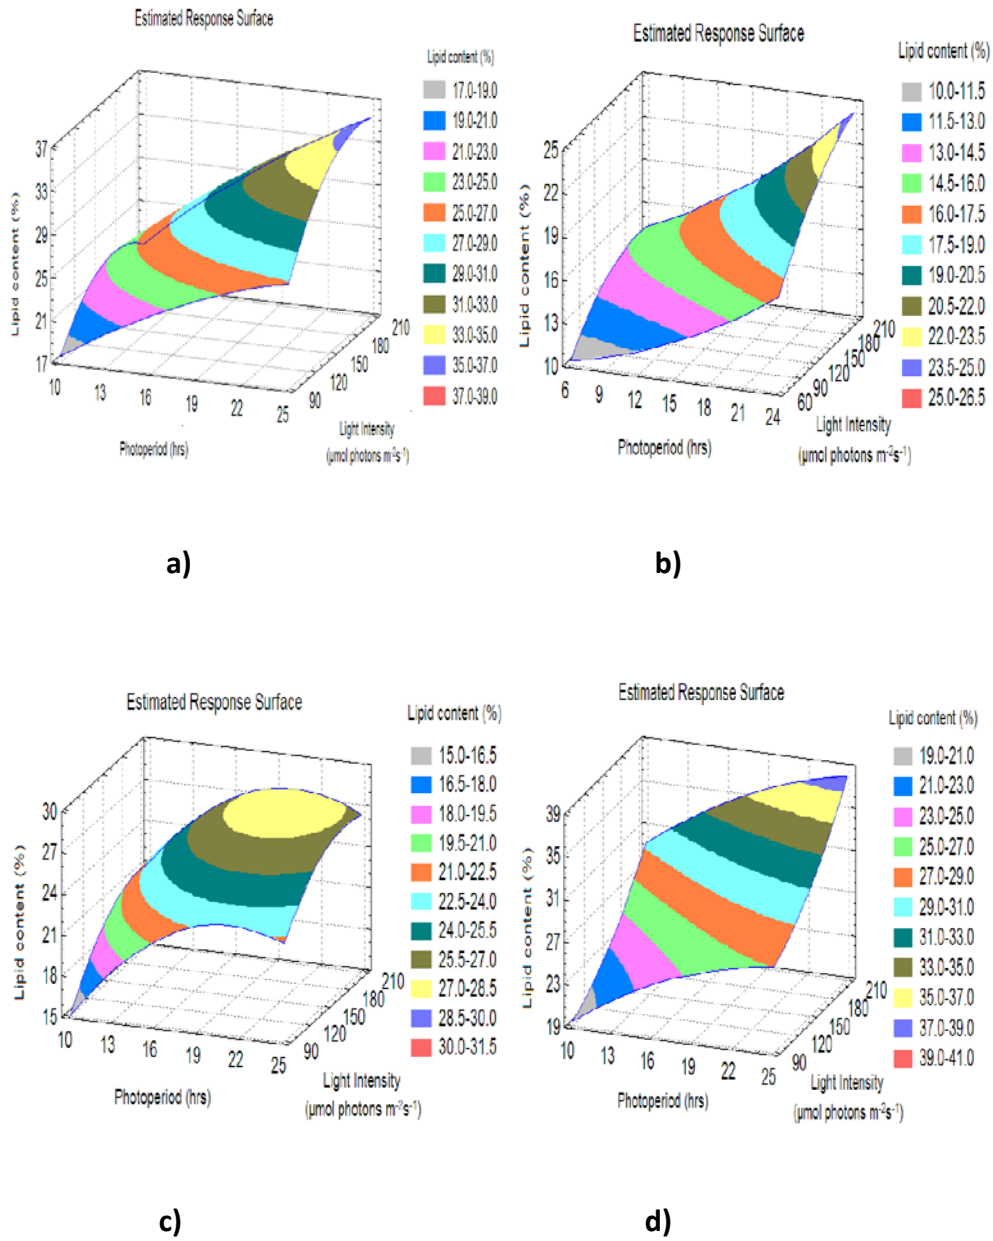 Estimated Response Surface
Lipid content (%)
17.0-19.0
19.0-21.0
21.0-23.0
23.0-25.0
25.0-27.0
27.0-29.0
29.0-31.0
31.0-33.0
33.0-35.0
35.0-37.0
37.0-39.0
Lipid content (%)
37
33
29
25
21
17
10 13 16 19 22 25
90 120 150 180 210
Photoperiod (hrs)
Light Intensity
(µmol photons m⁻²s⁻¹)
a)
Estimated Response Surface
Lipid content (%)
10.0-11.5
11.5-13.0
13.0-14.5
14.5-16.0
16.0-17.5
17.5-19.0
19.0-20.5
20.5-22.0
22.0-23.5
23.5-25.0
25.0-26.5
Lipid content (%)
25
22
19
16
13
10
6 9 12 15 18 21 24
60 90 120 150 180 210
Photoperiod (hrs)
Light Intensity
(µmol photons m⁻²s⁻¹)
b)
Estimated Response Surface
Lipid content (%)
15.0-16.5
16.5-18.0
18.0-19.5
19.5-21.0
21.0-22.5
22.5-24.0
24.0-25.5
25.5-27.0
27.0-28.5
28.5-30.0
30.0-31.5
Lipid content (%)
30
27
24
21
18
15
10 13 16 19 22 25
90 120 150 180 210
Photoperiod (hrs)
Light Intensity
(µmol photons m⁻²s⁻¹)
c)
Estimated Response Surface
Lipid content (%)
19.0-21.0
21.0-23.0
23.0-25.0
25.0-27.0
27.0-29.0
29.0-31.0
31.0-33.0
33.0-35.0
35.0-37.0
37.0-39.0
39.0-41.0
Lipid content (%)
39
35
31
27
23
19
10 13 16 19 22 25
90 120 150 180 210
Photoperiod (hrs)
Light Intensity
(µmol photons m⁻²s⁻¹)
d)